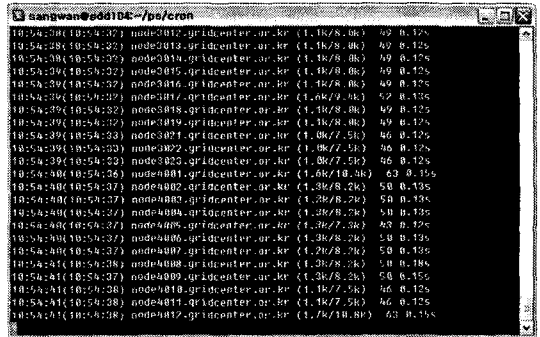 sangwan@edd104:~/ps/cron
10:54:38(10:54:32) node3012.gridcenter.or.kr (1.1k/8.0k) 49 0.12s
10:54:38(10:54:32) node3013.gridcenter.or.kr (1.1k/8.0k) 49 0.12s
10:54:38(10:54:32) node3014.gridcenter.or.kr (1.1k/8.0k) 49 0.12s
10:54:39(10:54:32) node3015.gridcenter.or.kr (1.1k/8.0k) 49 0.12s
10:54:39(10:54:32) node3016.gridcenter.or.kr (1.1k/8.0k) 49 0.12s
10:54:39(10:54:32) node3017.gridcenter.or.kr 52 0.13s
10:54:39(10:54:32) node3018.gridcenter.or.kr (1.1k/8.0k) 49 0.12s
10:54:39(10:54:32) node3019.gridcenter.or.kr (1.1k/8.0k) 49 0.12s
10:54:39(10:54:33) node3021.gridcenter.or.kr (1.0k/7.5k) 46 0.12s
10:54:39(10:54:33) node3022.gridcenter.or.kr (1.0k/7.5k) 46 0.12s
10:54:39(10:54:33) node3023.gridcenter.or.kr (1.0k/7.5k) 46 0.12s
10:54:40(10:54:36) node4001.gridcenter.or.kr (1.6k/10.4k) 63 0.15s
10:54:40(10:54:37) node4002.gridcenter.or.kr (1.3k/8.2k) 50 0.13s
10:54:40(10:54:37) node4003.gridcenter.or.kr (1.3k/8.2k) 50 0.13s
10:54:40(10:54:37) node4004.gridcenter.or.kr (1.3k/8.2k) 50 0.13s
10:54:40(10:54:37) node4005.gridcenter.or.kr 43 0.12s
10:54:40(10:54:37) node4006.gridcenter.or.kr (1.3k/8.2k) 50 0.13s
10:54:40(10:54:37) node4007.gridcenter.or.kr (1.3k/8.2k) 50 0.13s
10:54:41(10:54:38) node4008.gridcenter.or.kr (1.3k/8.2k) 50 0.18s
10:54:41(10:54:37) node4009.gridcenter.or.kr (1.3k/8.2k) 50 0.15s
10:54:41(10:54:38) node4010.gridcenter.or.kr (1.1k/7.5k) 46 0.12s
10:54:41(10:54:38) node4011.gridcenter.or.kr (1.1k/7.5k) 46 0.12s
10:54:41(10:54:38) node4012.gridcenter.or.kr (1.7k/10.8k) 63 0.15s